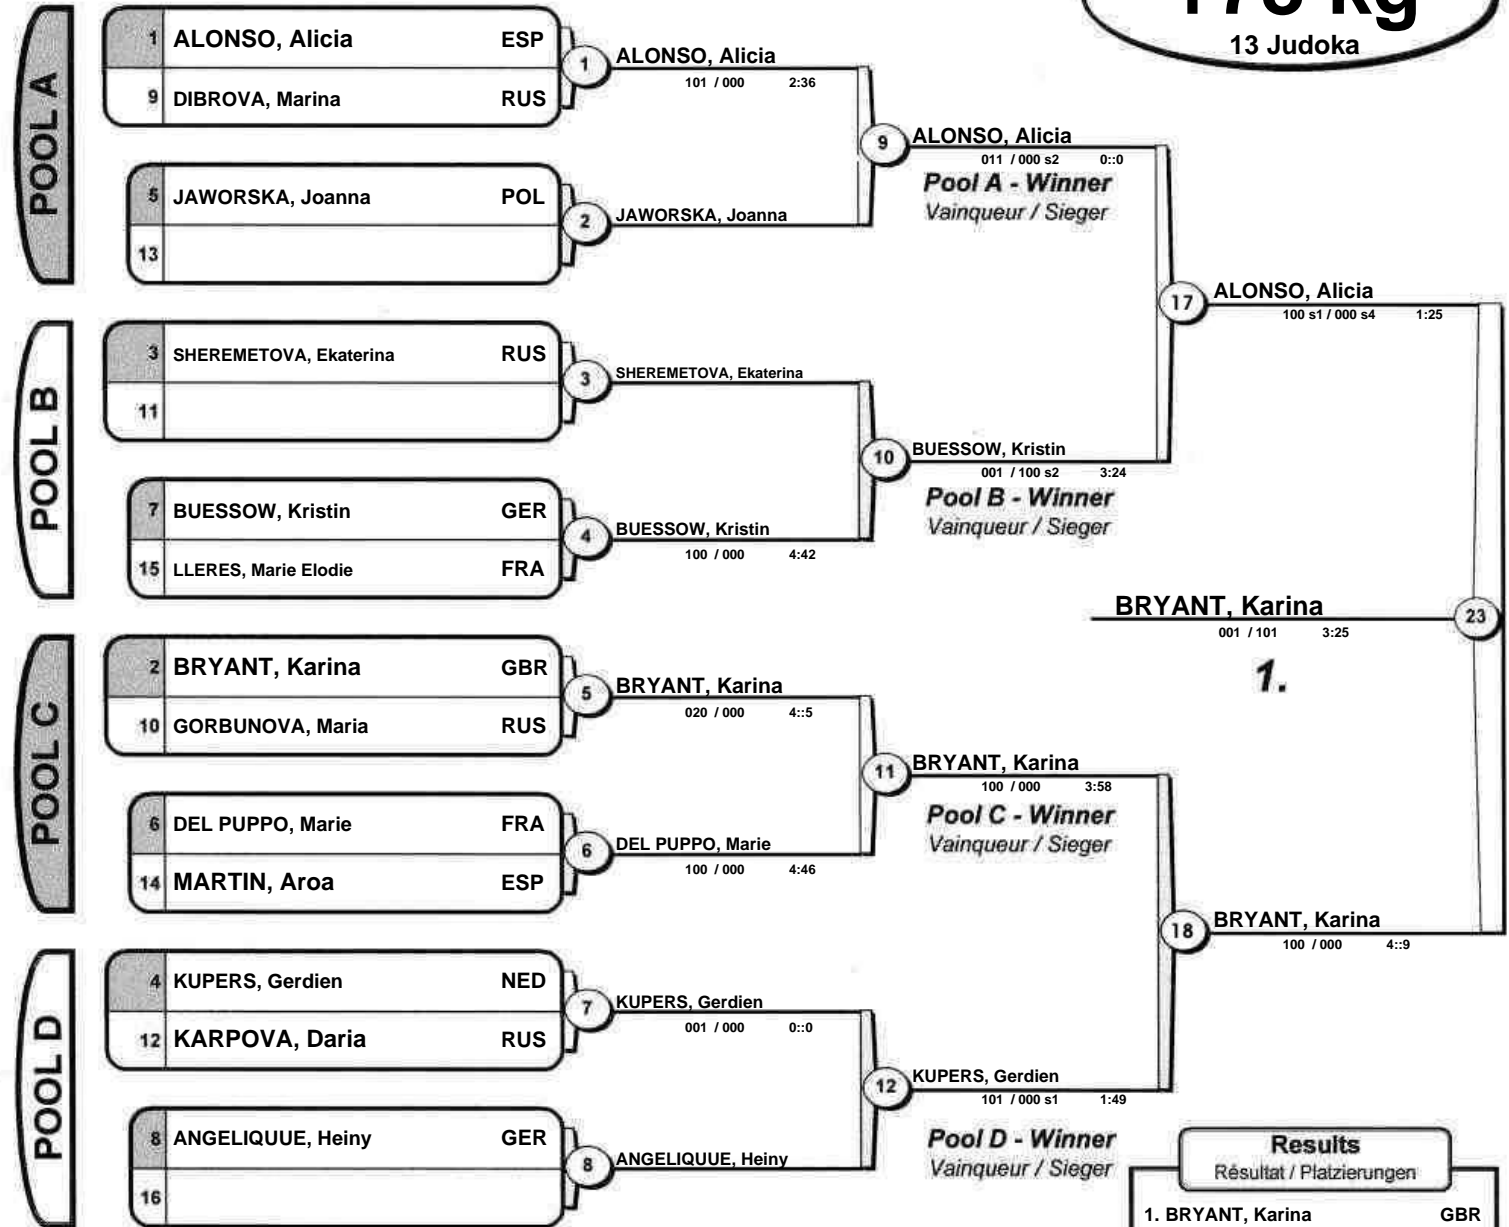 178 kg
13 Judoka
POOL A
1 ALONSO, Alicia ESP
9 DIBROVA, Marina RUS
1
ALONSO, Alicia
101 / 000 2:36
5 JAWORSKA, Joanna POL
13
2
JAWORSKA, Joanna
9
ALONSO, Alicia
011 / 000 s2 0::0
Pool A - Winner
Vainqueur / Sieger
POOL B
3 SHEREMETOVA, Ekaterina RUS
11
3
SHEREMETOVA, Ekaterina
7 BUESSOW, Kristin GER
15 LLERES, Marie Elodie FRA
4
BUESSOW, Kristin
100 / 000 4:42
10
BUESSOW, Kristin
001 / 100 s2 3:24
Pool B - Winner
Vainqueur / Sieger
17
ALONSO, Alicia
100 s1 / 000 s4 1:25
POOL C
2 BRYANT, Karina GBR
10 GORBUNOVA, Maria RUS
5
BRYANT, Karina
020 / 000 4::5
6 DEL PUPPO, Marie FRA
14 MARTIN, Aroa ESP
6
DEL PUPPO, Marie
100 / 000 4:46
11
BRYANT, Karina
100 / 000 3:58
Pool C - Winner
Vainqueur / Sieger
POOL D
4 KUPERS, Gerdien NED
12 KARPOVA, Daria RUS
7
KUPERS, Gerdien
001 / 000 0::0
8 ANGELIQUUE, Heiny GER
16
8
ANGELIQUUE, Heiny
12
KUPERS, Gerdien
101 / 000 s1 1:49
Pool D - Winner
Vainqueur / Sieger
18
BRYANT, Karina
100 / 000 4::9
23
BRYANT, Karina
001 / 101 3:25
1.
Results
Résultat / Platzierungen
1. BRYANT, Karina GBR